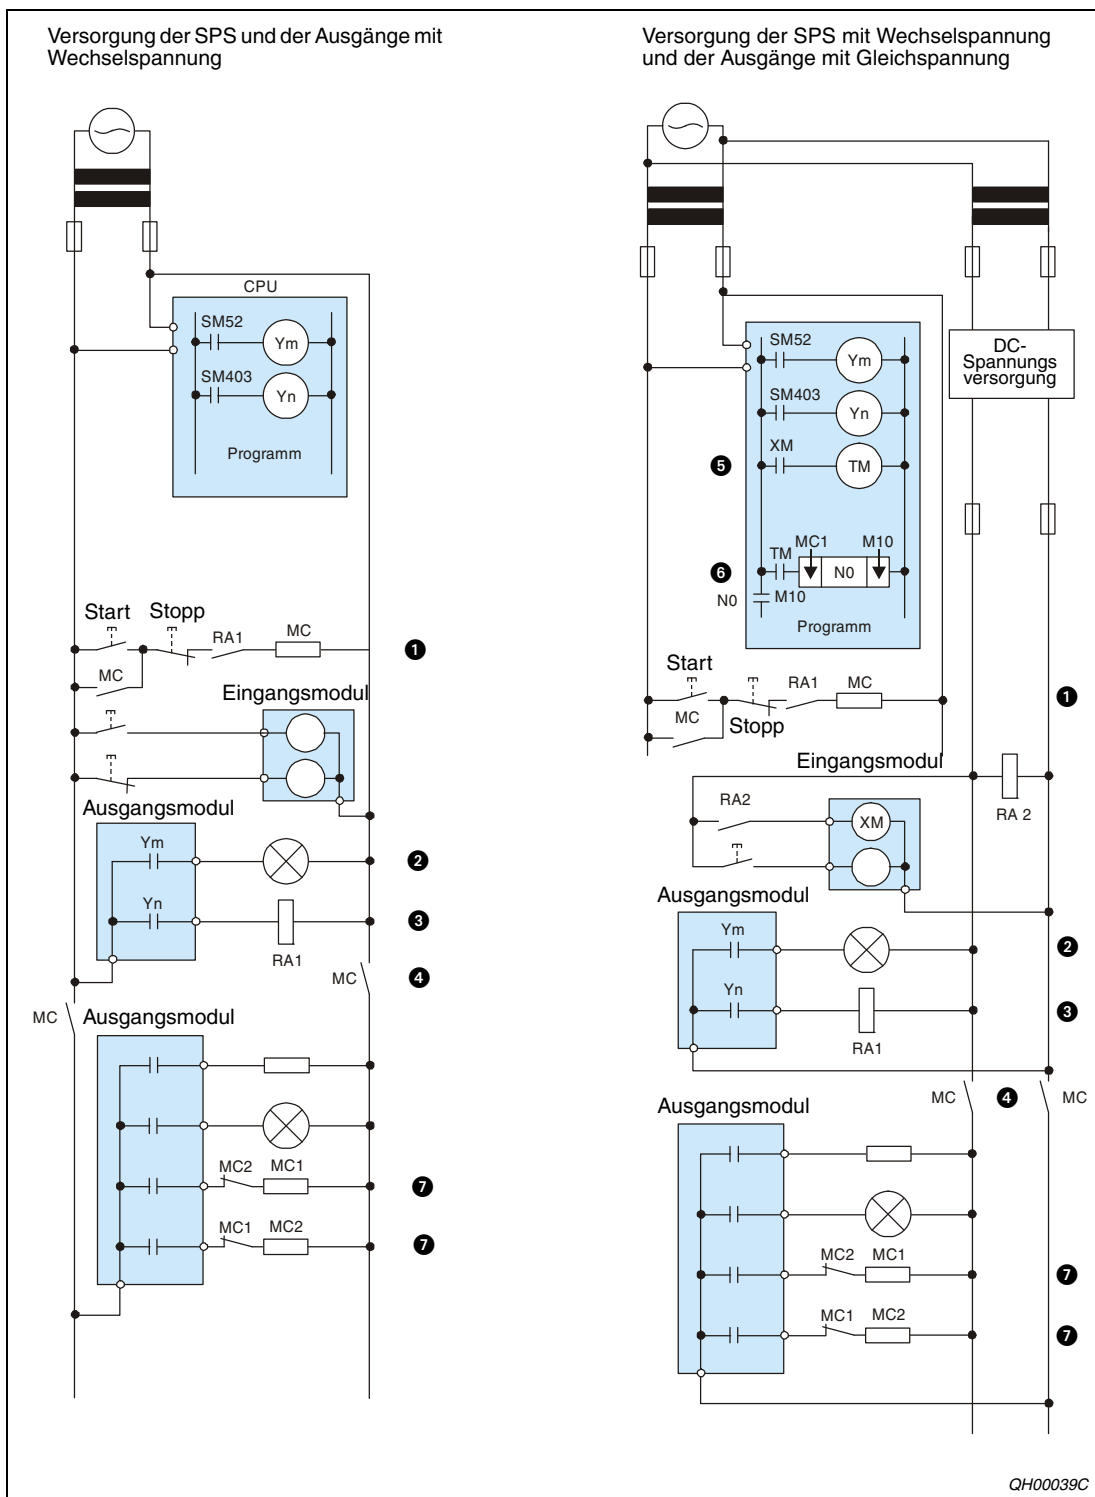 Versorgung der SPS und der Ausgänge mit
Wechselspannung
CPU
SM52
Ym
SM403
Yn
Programm
Start
Stopp
RA1
MC
❶
MC
Eingangsmodul
Ausgangsmodul
Ym
❷
Yn
❸
RA1
MC
❹
MC
Ausgangsmodul
MC2
MC1
❼
MC1
MC2
❼
Versorgung der SPS mit Wechselspannung
und der Ausgänge mit Gleichspannung
SM52
Ym
DC-
Spannungs
versorgung
SM403
Yn
XM
❺
TM
MC1
M10
TM
❻
N0
N0
M10
Programm
Start
RA1
MC
❶
MC
Stopp
Eingangsmodul
RA2
XM
RA 2
Ausgangsmodul
Ym
❷
Yn
❸
RA1
MC
❹
MC
Ausgangsmodul
MC2
MC1
❼
MC1
MC2
❼
QH00039C